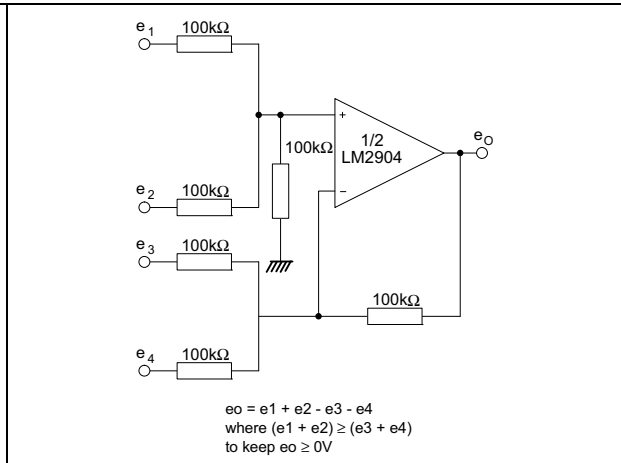 e1
100kΩ
1/2
LM2904
eO
100kΩ
e2
100kΩ
e3
100kΩ
100kΩ
e4
100kΩ
+
−
eo = e1 + e2 - e3 - e4
where (e1 + e2) ≥ (e3 + e4)
to keep eo ≥ 0V